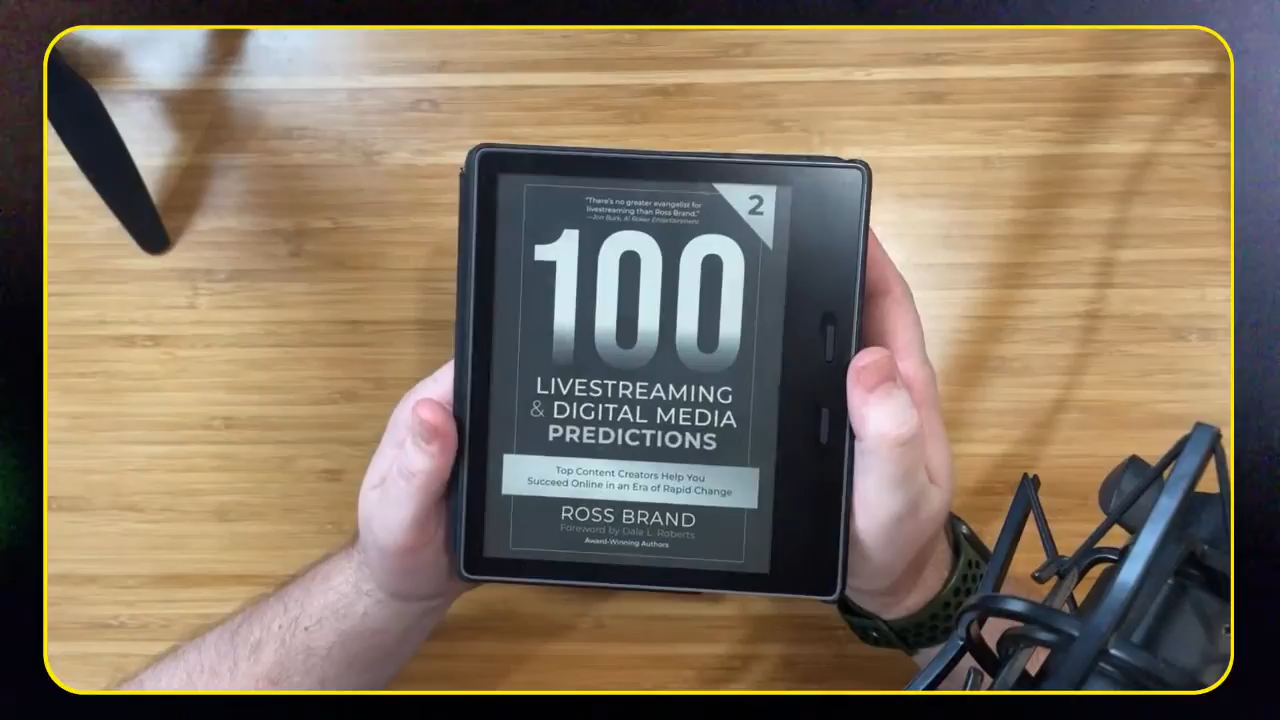 "There's no greater evangelist for
livestreaming than Ross Brand."
—Jon Burk, Al Roker Entertainment
2
100
LIVESTREAMING
& DIGITAL MEDIA
PREDICTIONS
Top Content Creators Help You
Succeed Online in an Era of Rapid Change
ROSS BRAND
Foreword by Dale L. Roberts
Award-Winning Authors